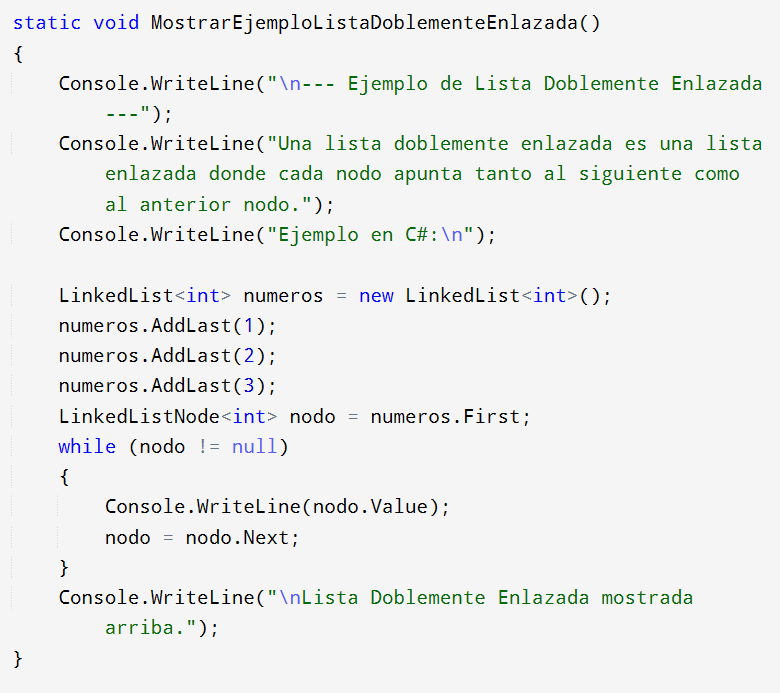 static void MostrarEjemploListaDoblementeEnlazada()
{
    Console.WriteLine("\n--- Ejemplo de Lista Doblemente Enlazada
        ---");
    Console.WriteLine("Una lista doblemente enlazada es una lista
        enlazada donde cada nodo apunta tanto al siguiente como
        al anterior nodo.");
    Console.WriteLine("Ejemplo en C#:\n");

    LinkedList<int> numeros = new LinkedList<int>();
    numeros.AddLast(1);
    numeros.AddLast(2);
    numeros.AddLast(3);
    LinkedListNode<int> nodo = numeros.First;
    while (nodo != null)
    {
        Console.WriteLine(nodo.Value);
        nodo = nodo.Next;
    }
    Console.WriteLine("\nLista Doblemente Enlazada mostrada
        arriba.");
}